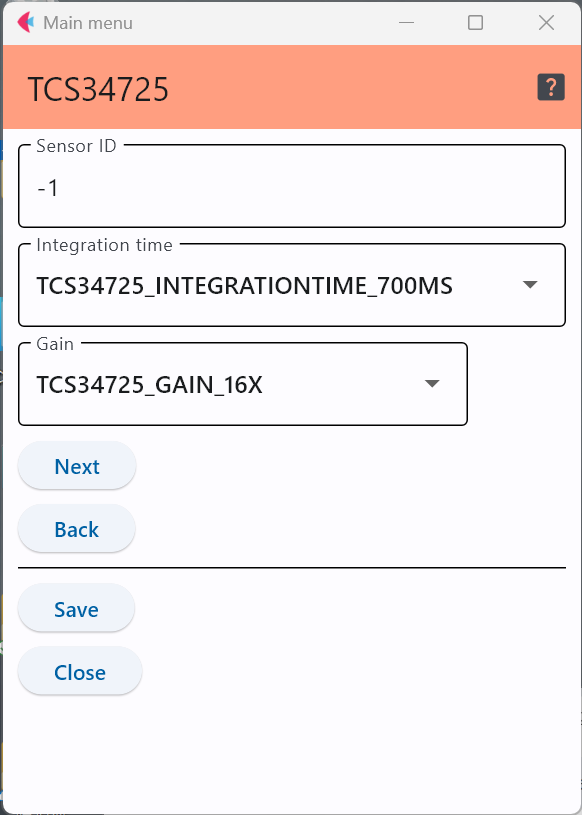 Main menu
TCS34725
?
Sensor ID
-1
Integration time
TCS34725_INTEGRATIONTIME_700MS
Gain
TCS34725_GAIN_16X
Next
Back
Save
Close